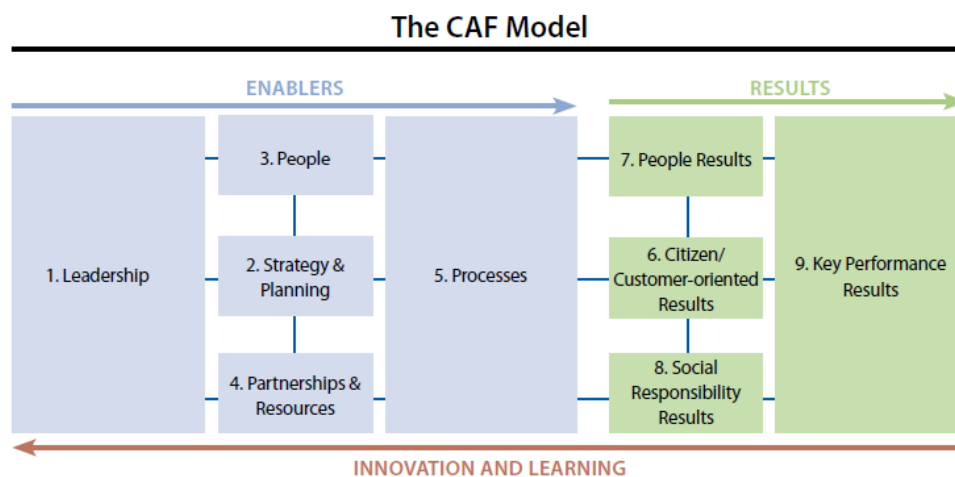 The CAF Model
ENABLERS
RESULTS
3. People
7. People Results
1. Leadership
2. Strategy &
Planning
5. Processes
6. Citizen/
Customer-oriented
Results
9. Key Performance
Results
4. Partnerships &
Resources
8. Social
Responsibility
Results
INNOVATION AND LEARNING